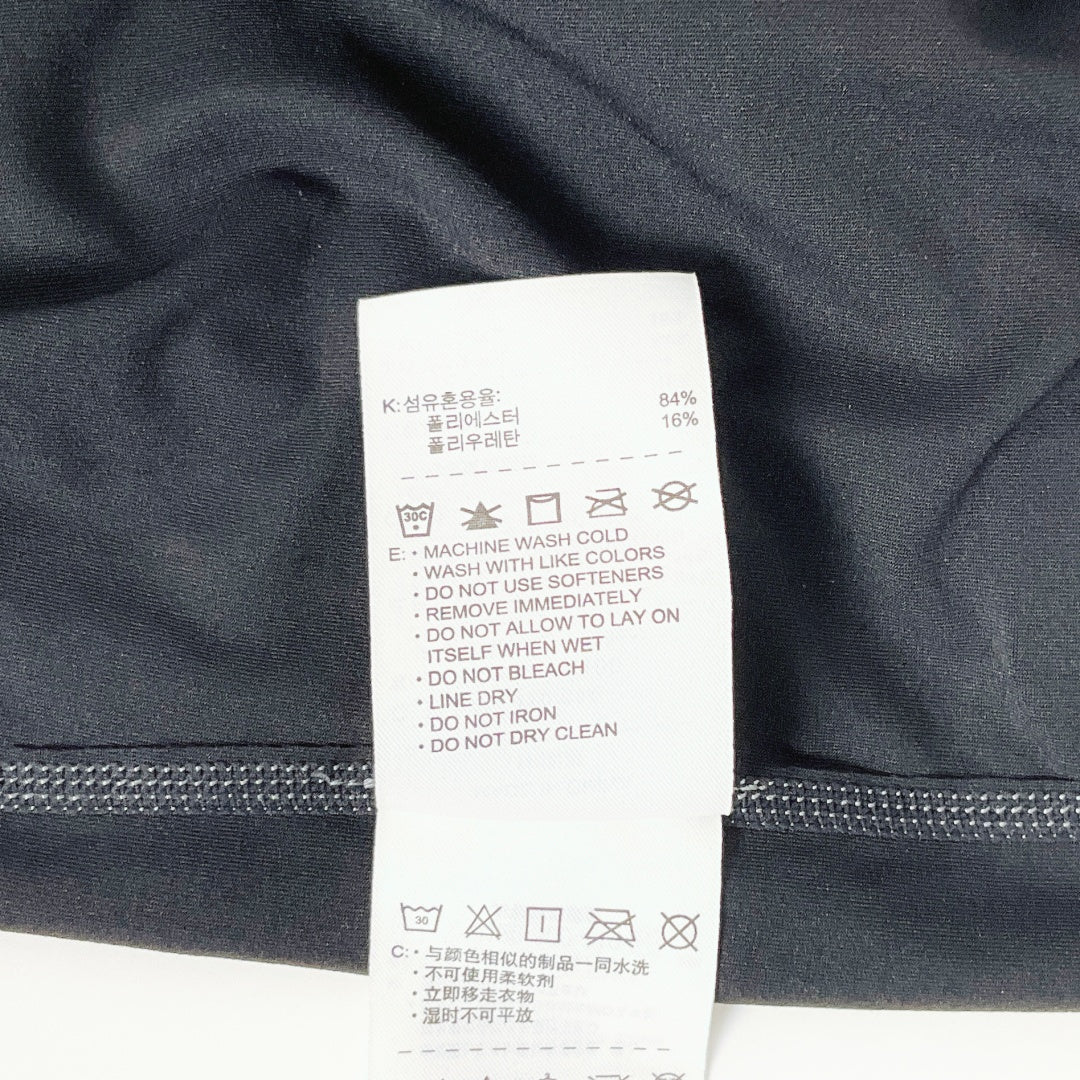 K:섬유혼용율:
폴리에스터 84%
폴리우레탄 16%
30C
E: • MACHINE WASH COLD
• WASH WITH LIKE COLORS
• DO NOT USE SOFTENERS
• REMOVE IMMEDIATELY
• DO NOT ALLOW TO LAY ON
ITSELF WHEN WET
• DO NOT BLEACH
• LINE DRY
• DO NOT IRON
• DO NOT DRY CLEAN
30
C: • 与颜色相似的制品一同水洗
• 不可使用柔软剂
• 立即移走衣物
• 湿时不可平放